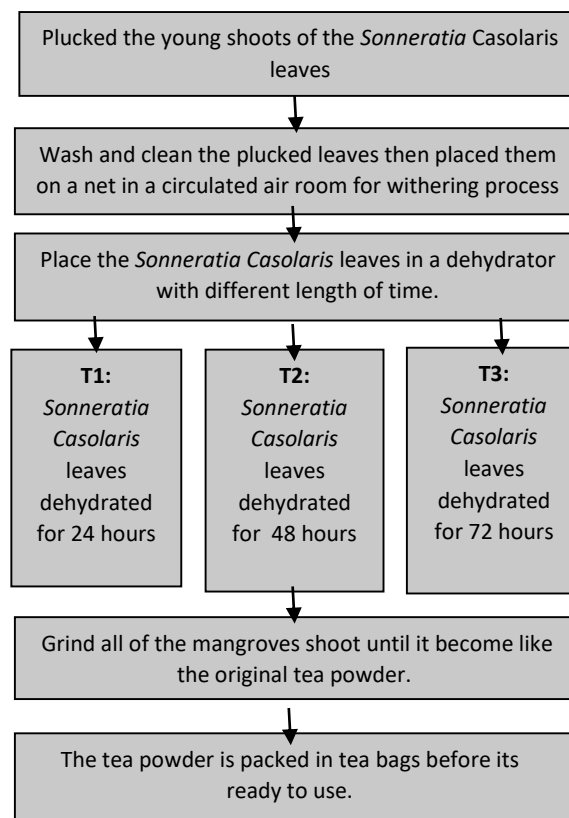 Plucked the young shoots of the Sonneratia Casolaris
leaves
Wash and clean the plucked leaves then placed them
on a net in a circulated air room for withering process
Place the Sonneratia Casolaris leaves in a dehydrator
with different length of time.
T1:
Sonneratia
Casolaris
leaves
dehydrated
for 24 hours
T2:
Sonneratia
Casolaris
leaves
dehydrated
for 48 hours
T3:
Sonneratia
Casolaris
leaves
dehydrated
for 72 hours
Grind all of the mangroves shoot until it become like
the original tea powder.
The tea powder is packed in tea bags before its
ready to use.